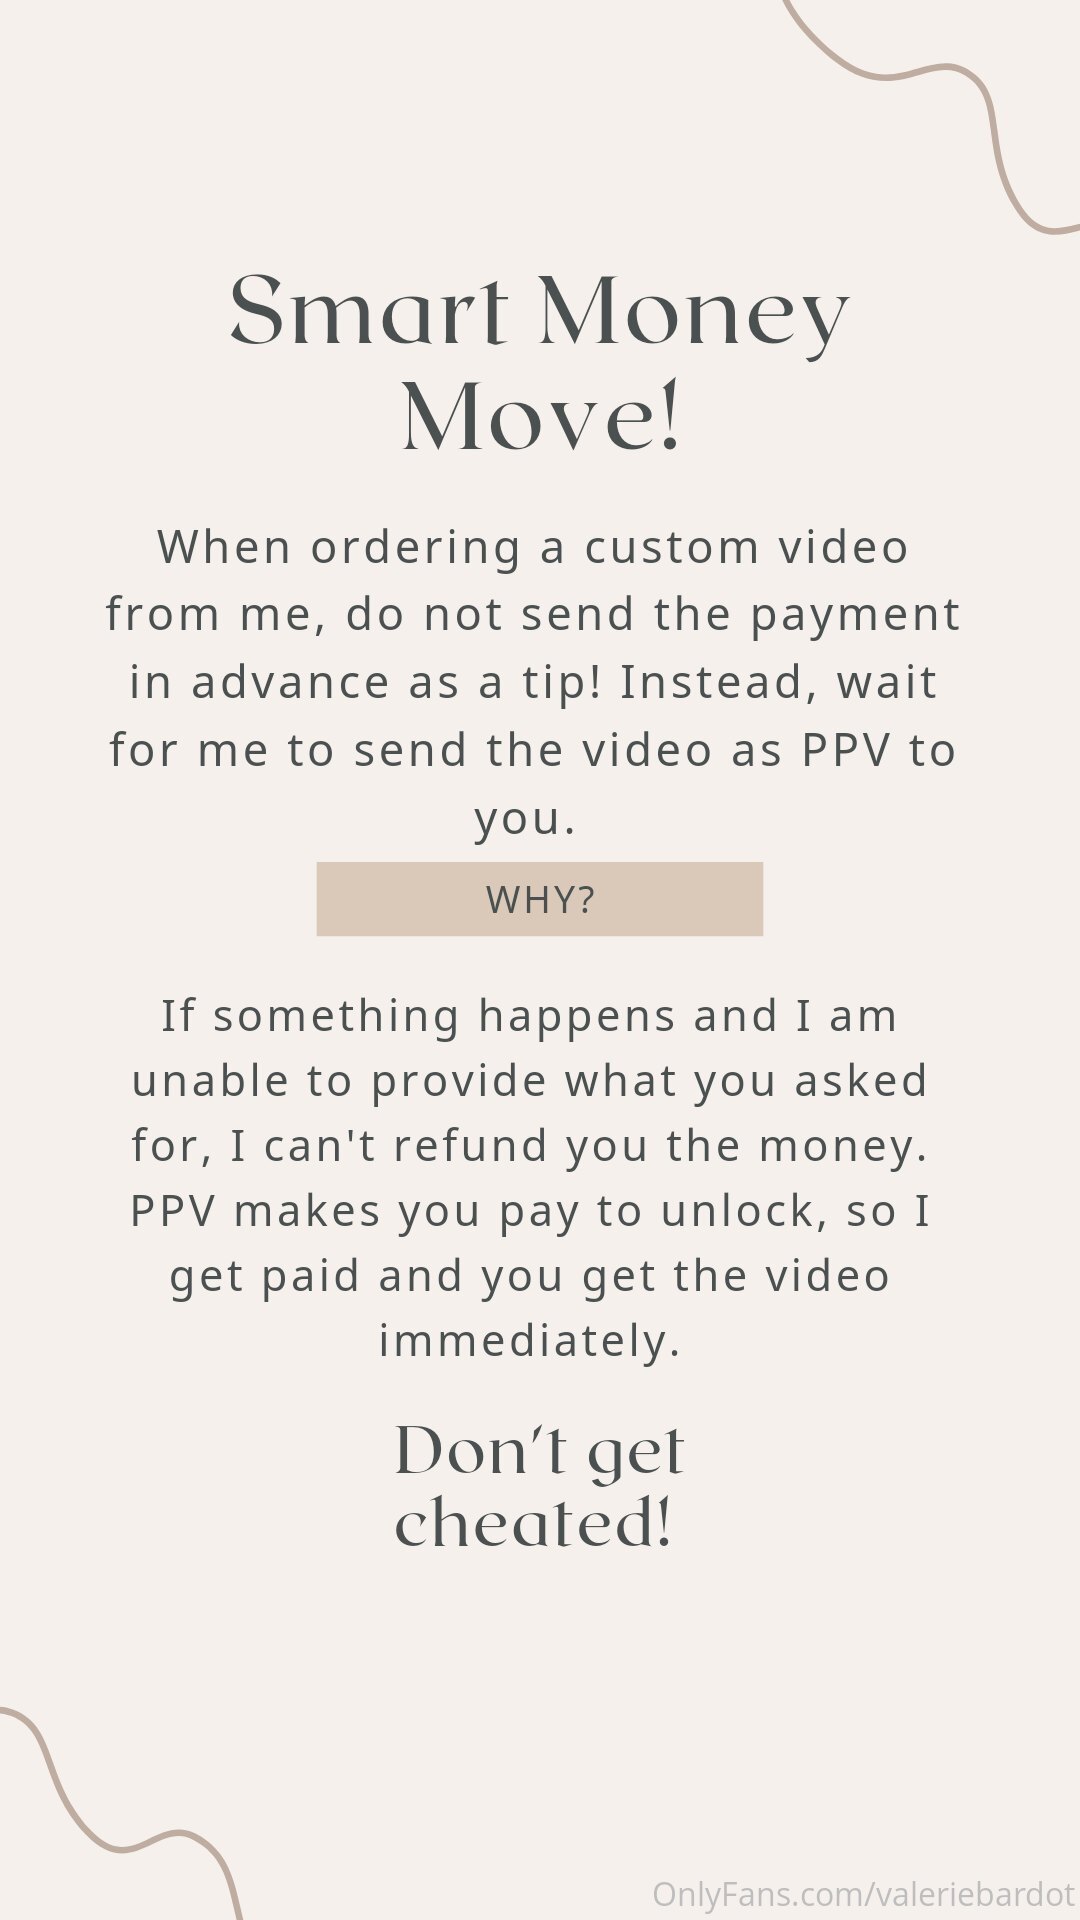 Smart Money
Move!
When ordering a custom video
from me, do not send the payment
in advance as a tip! Instead, wait
for me to send the video as PPV to
you.
WHY?
If something happens and I am
unable to provide what you asked
for, I can't refund you the money.
PPV makes you pay to unlock, so I
get paid and you get the video
immediately.
Don't get
cheated!
OnlyFans.com/valeriebardot